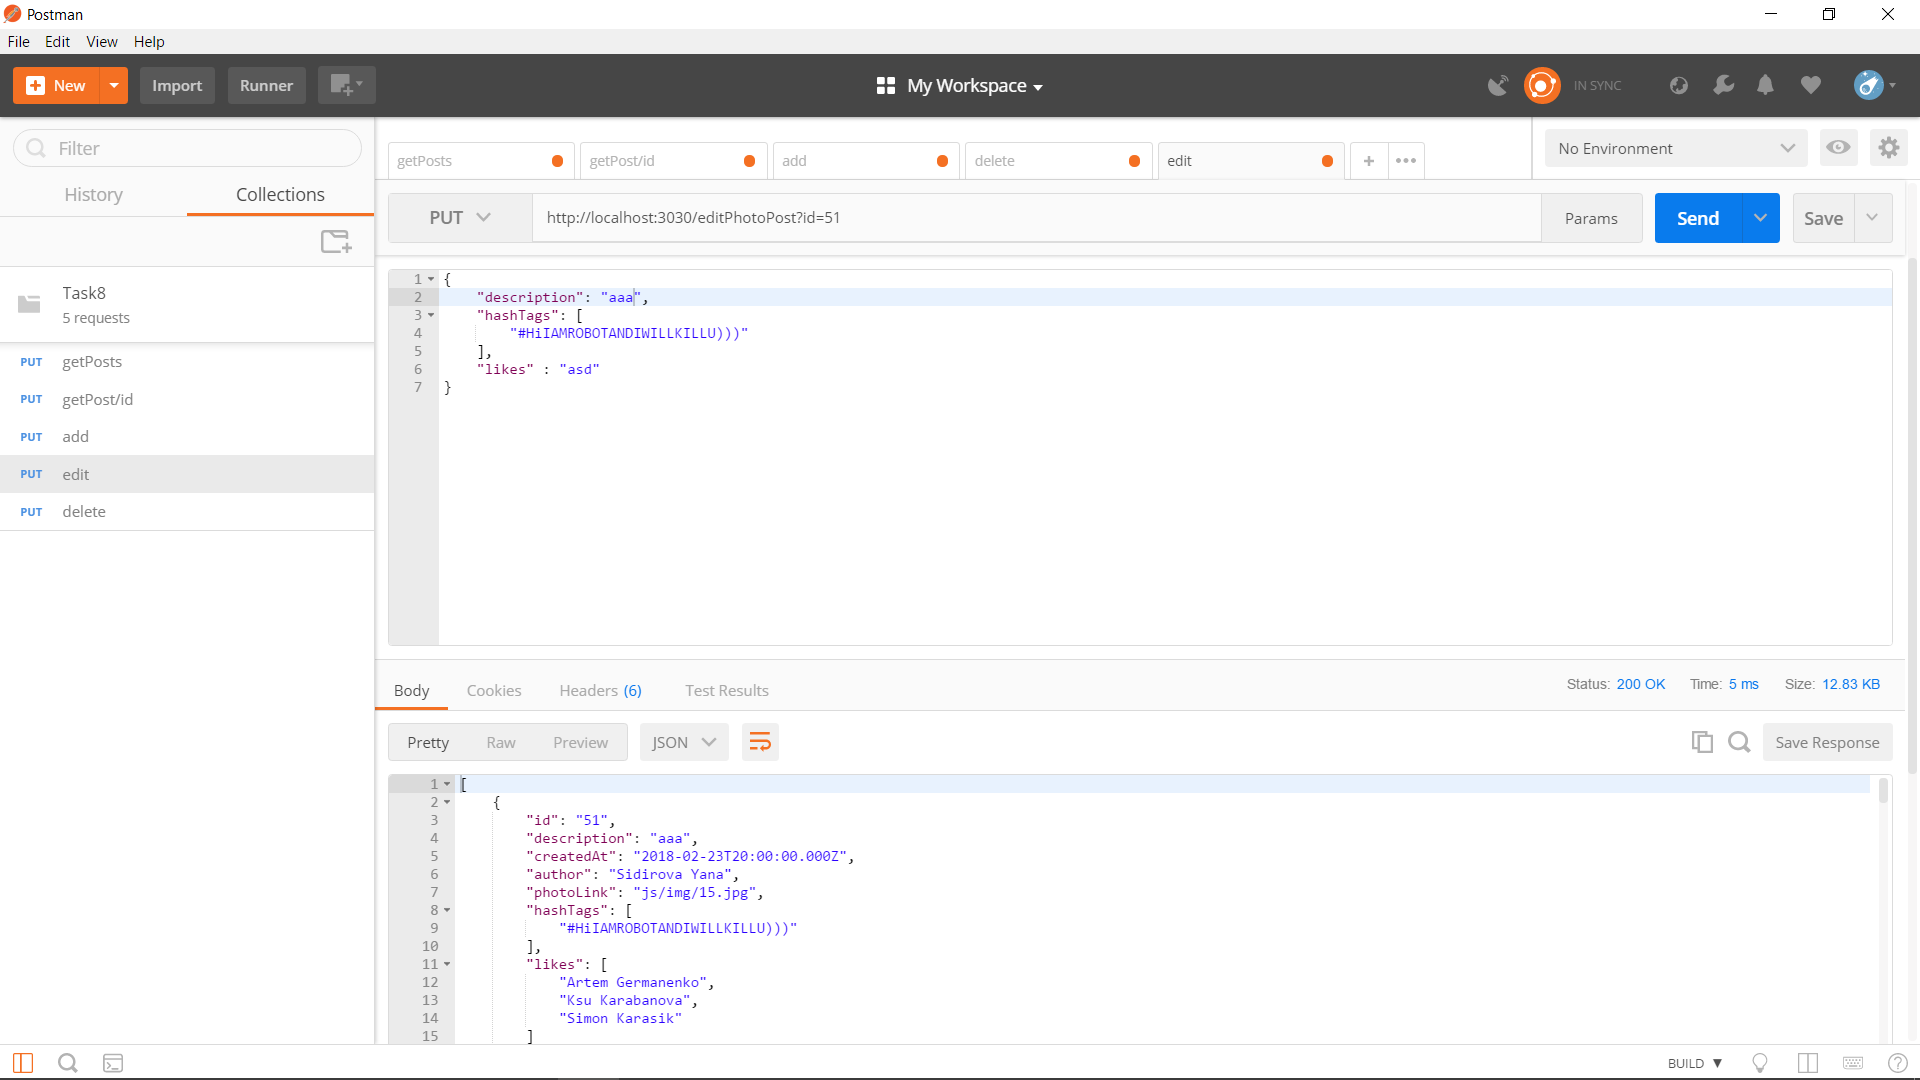 Postman
File Edit View Help
New Import Runner My Workspace IN SYNC
Filter
History Collections
Task8
5 requests
PUT getPosts
PUT getPost/id
PUT add
PUT edit
PUT delete
getPosts getPost/id add delete edit + •••
No Environment
PUT http://localhost:3030/editPhotoPost?id=51 Params Send Save
1 {
2 "description": "aaa",
3 "hashTags": [
4 "#HiIAMROBOTANDIWILLKILLU)))"
5 ],
6 "likes" : "asd"
7 }
Body Cookies Headers (6) Test Results Status: 200 OK Time: 5 ms Size: 12.83 KB
Pretty Raw Preview JSON Save Response
1 [
2 {
3 "id": "51",
4 "description": "aaa",
5 "createdAt": "2018-02-23T20:00:00.000Z",
6 "author": "Sidirova Yana",
7 "photoLink": "js/img/15.jpg",
8 "hashTags": [
9 "#HiIAMROBOTANDIWILLKILLU)))"
10 ],
11 "likes": [
12 "Artem Germanenko",
13 "Ksu Karabanova",
14 "Simon Karasik"
15 ]
BUILD ▼